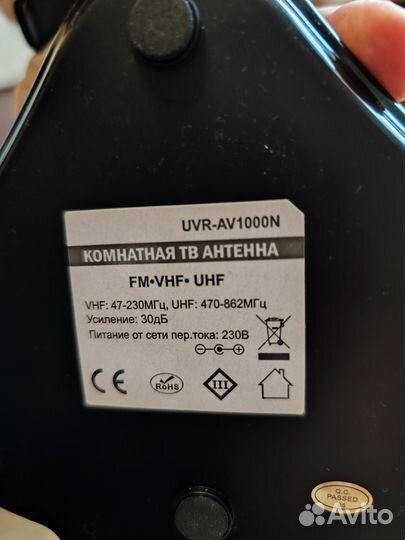 UVR-AV1000N
КОМНАТНАЯ ТВ АНТЕННА
FM•VHF• UHF
VHF: 47-230МГц, UHF: 470-862МГц
Усиление: 30дБ
Питание от сети пер.тока: 230В
CE
RoHS
III
Q.C.
PASSED
Avito